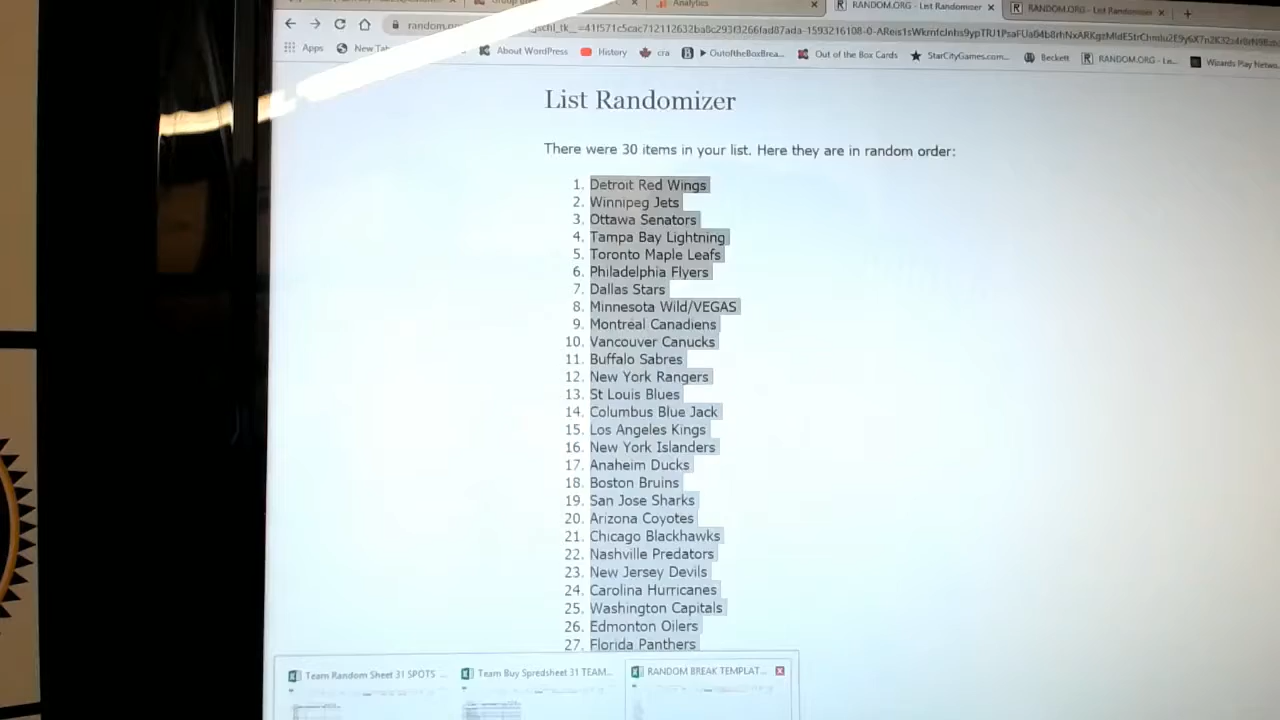 Analytics
RANDOM.ORG - List Randomizer
RANDOM.ORG - List Randomizer
Apps
New Tab
About WordPress
History
cra
OutoftheBoxBrea...
Out of the Box Cards
StarCityGames.com...
Beckett
RANDOM.ORG - Li...
Wizards Play Netwo...
List Randomizer
There were 30 items in your list. Here they are in random order:
1. Detroit Red Wings
2. Winnipeg Jets
3. Ottawa Senators
4. Tampa Bay Lightning
5. Toronto Maple Leafs
6. Philadelphia Flyers
7. Dallas Stars
8. Minnesota Wild/VEGAS
9. Montréal Canadiens
10. Vancouver Canucks
11. Buffalo Sabres
12. New York Rangers
13. St Louis Blues
14. Columbus Blue Jack
15. Los Angeles Kings
16. New York Islanders
17. Anaheim Ducks
18. Boston Bruins
19. San Jose Sharks
20. Arizona Coyotes
21. Chicago Blackhawks
22. Nashville Predators
23. New Jersey Devils
24. Carolina Hurricanes
25. Washington Capitals
26. Edmonton Oilers
27. Florida Panthers
Team Random Sheet 31 SPOTS ...
Team Buy Spredsheet 31 TEAM...
RANDOM BREAK TEMPLAT...